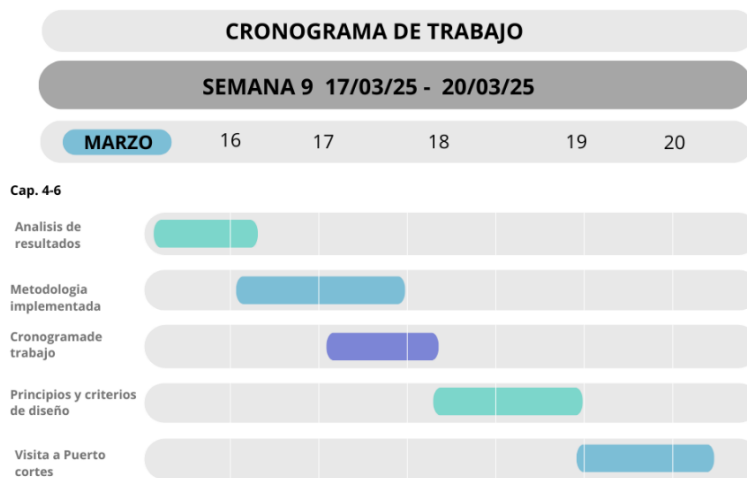 CRONOGRAMA DE TRABAJO
SEMANA 9 17/03/25 - 20/03/25
MARZO 16 17 18 19 20
Cap. 4-6
Analisis de
resultados
Metodologia
implementada
Cronogramade
trabajo
Principios y criterios
de diseño
Visita a Puerto
cortes